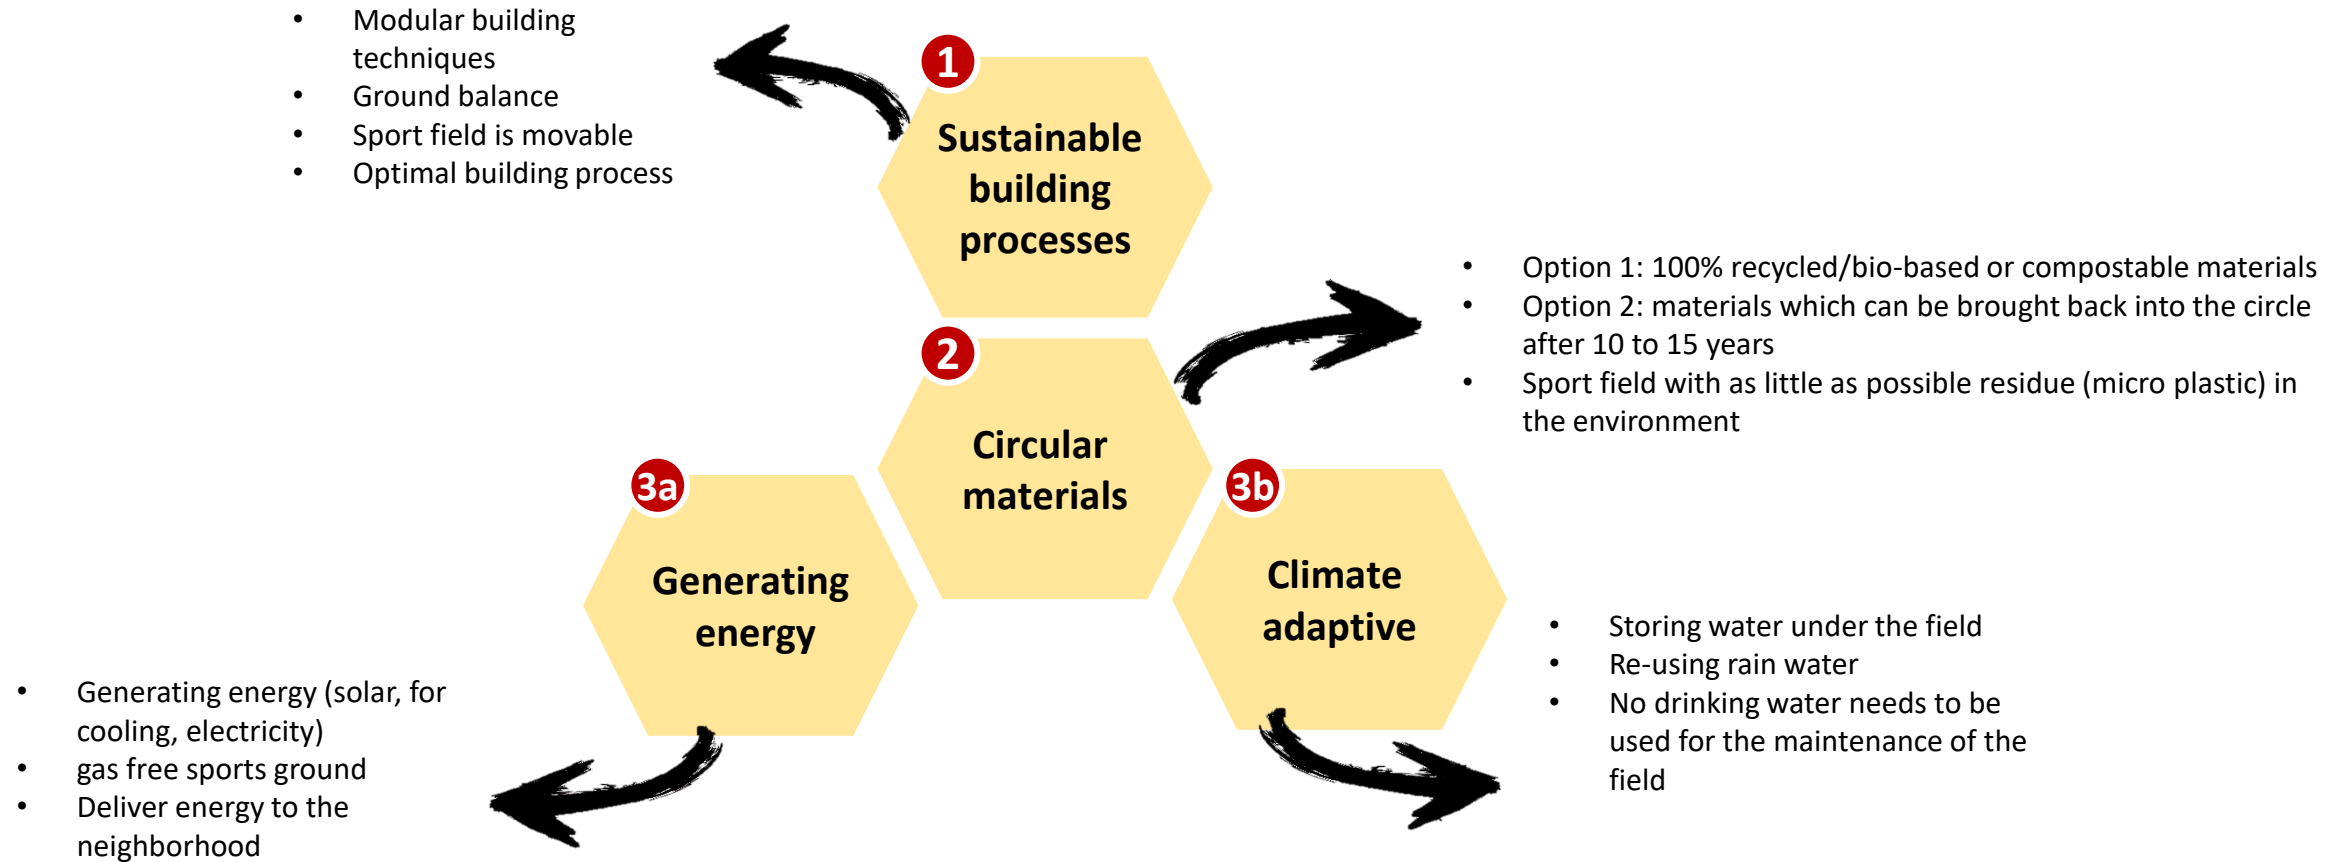 • Modular building
techniques
• Ground balance
• Sport field is movable
• Optimal building process
1
Sustainable
building
processes
• Option 1: 100% recycled/bio-based or compostable materials
• Option 2: materials which can be brought back into the circle
after 10 to 15 years
• Sport field with as little as possible residue (micro plastic) in
the environment
2
Circular
materials
3a
Generating
energy
3b
Climate
adaptive
• Generating energy (solar, for
cooling, electricity)
• gas free sports ground
• Deliver energy to the
neighborhood
• Storing water under the field
• Re-using rain water
• No drinking water needs to be
used for the maintenance of the
field